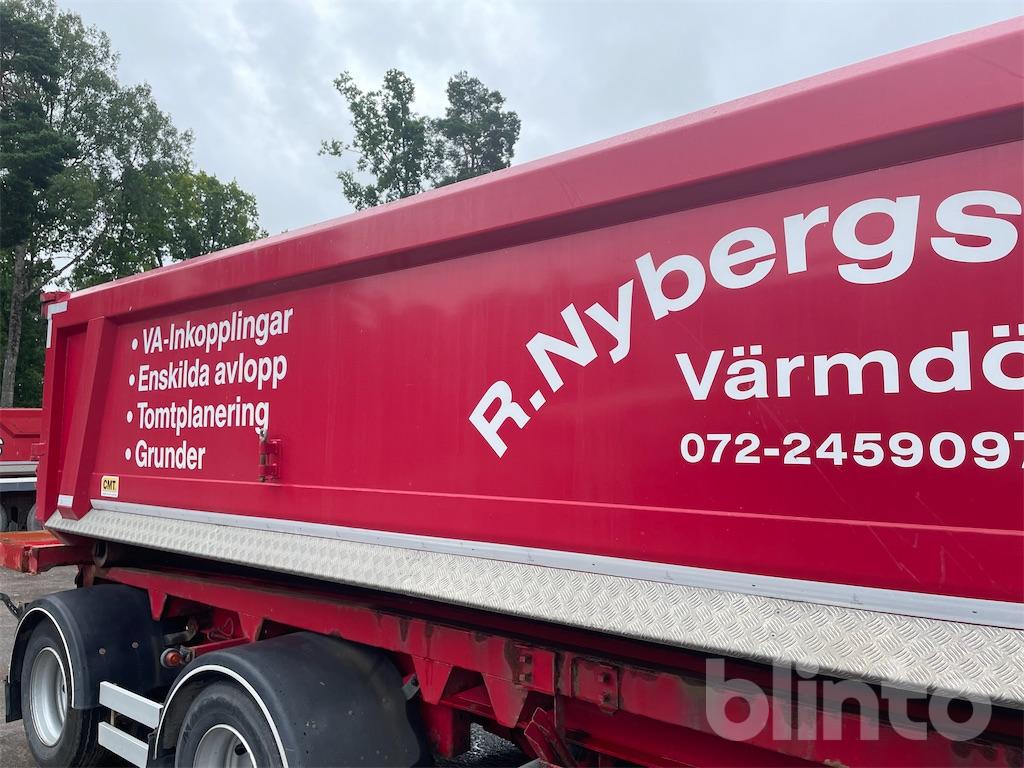 • VA-Inkopplingar
• Enskilda avlopp
• Tomtplanering
• Grunder
R.Nybergs
Värmdö
072-2459097
CMT
blinto